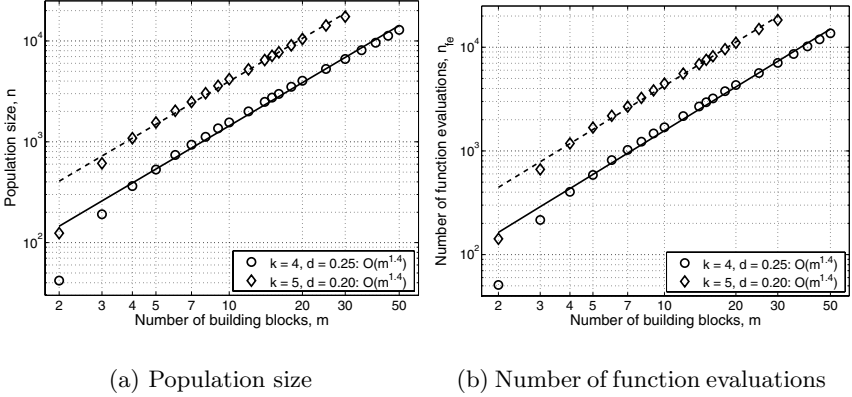 10^4
10^3
10^2
Population size, n
2 3 4 5 7 10 20 30 50
Number of building blocks, m
k = 4, d = 0.25: O(m^1.4)
k = 5, d = 0.20: O(m^1.4)
(a) Population size
10^4
10^3
10^2
Number of function evaluations, n_fe
2 3 4 5 7 10 20 30 50
Number of building blocks, m
k = 4, d = 0.25: O(m^1.4)
k = 5, d = 0.20: O(m^1.4)
(b) Number of function evaluations